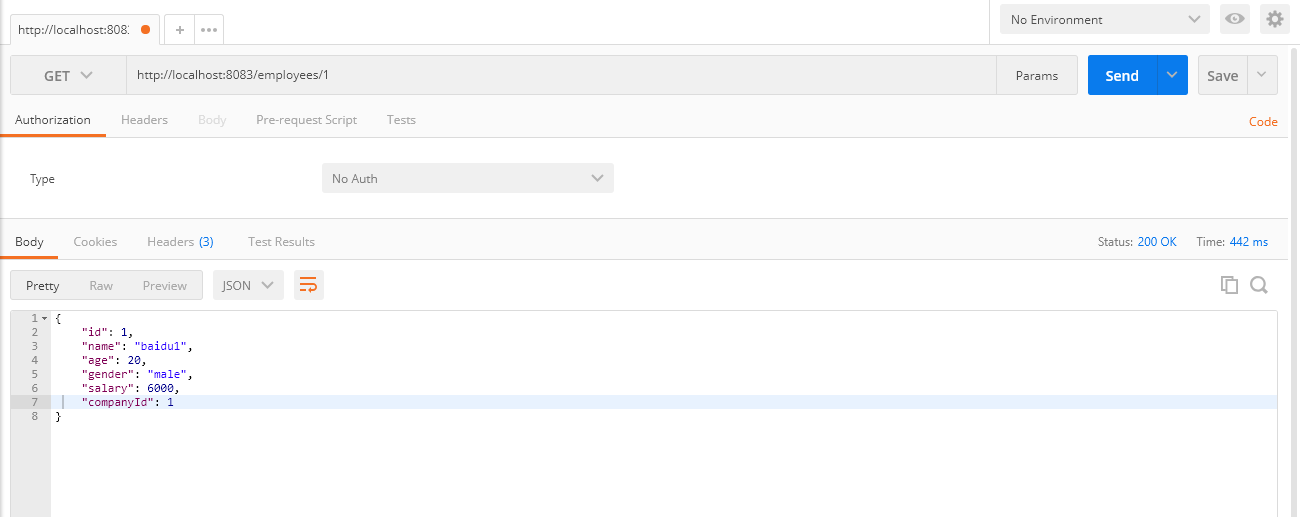 http://localhost:808
No Environment
GET
http://localhost:8083/employees/1
Params
Send
Save
Authorization
Headers
Body
Pre-request Script
Tests
Code
Type
No Auth
Body
Cookies
Headers (3)
Test Results
Status: 200 OK
Time: 442 ms
Pretty
Raw
Preview
JSON
1 {
2 "id": 1,
3 "name": "baidu1",
4 "age": 20,
5 "gender": "male",
6 "salary": 6000,
7 "companyId": 1
8 }